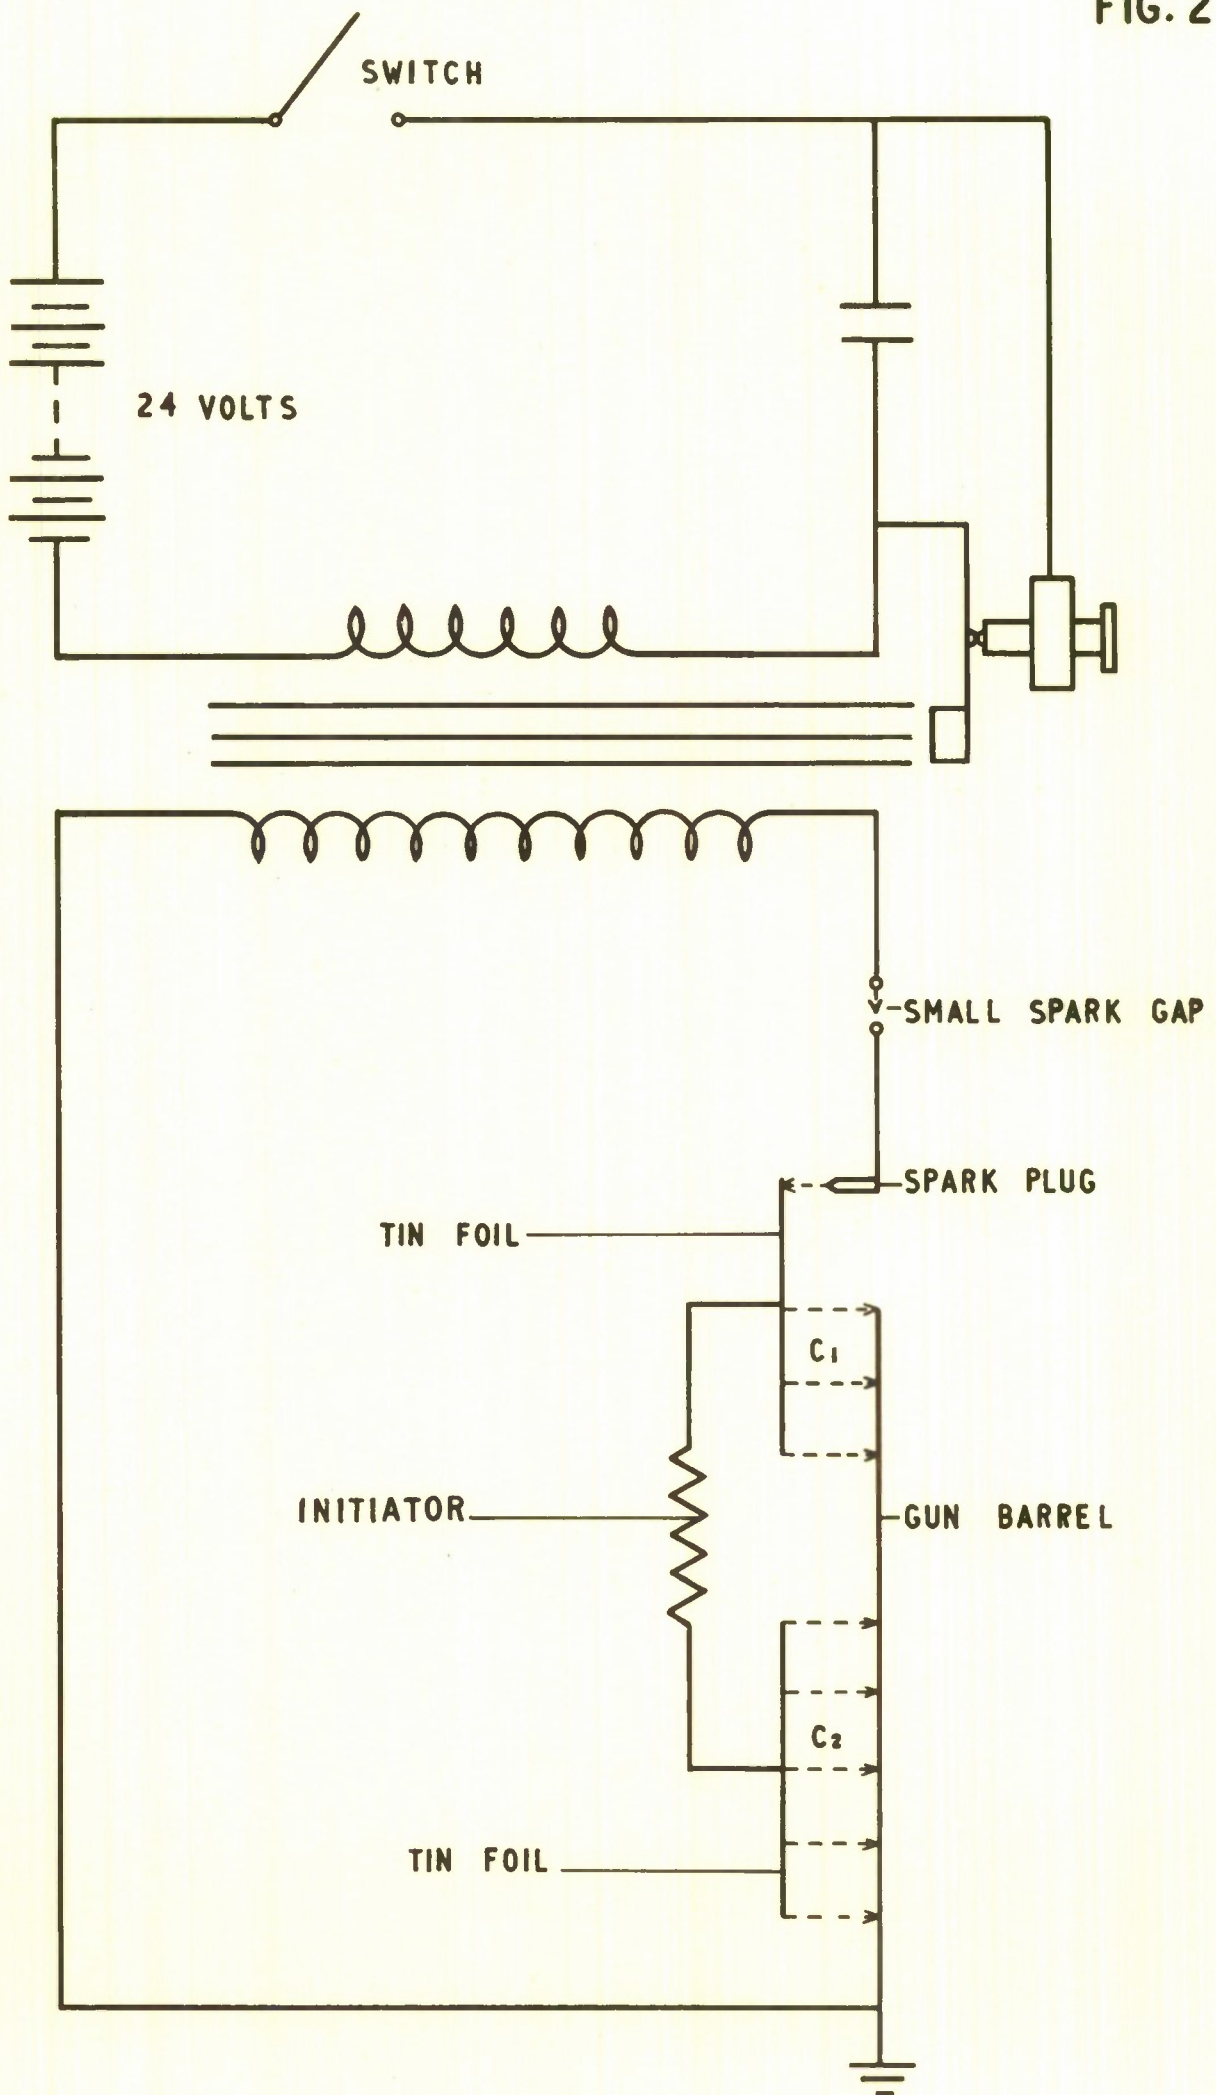 FIG. 2
SWITCH
24 VOLTS
SMALL SPARK GAP
SPARK PLUG
TIN FOIL
C1
INITIATOR
GUN BARREL
C2
TIN FOIL